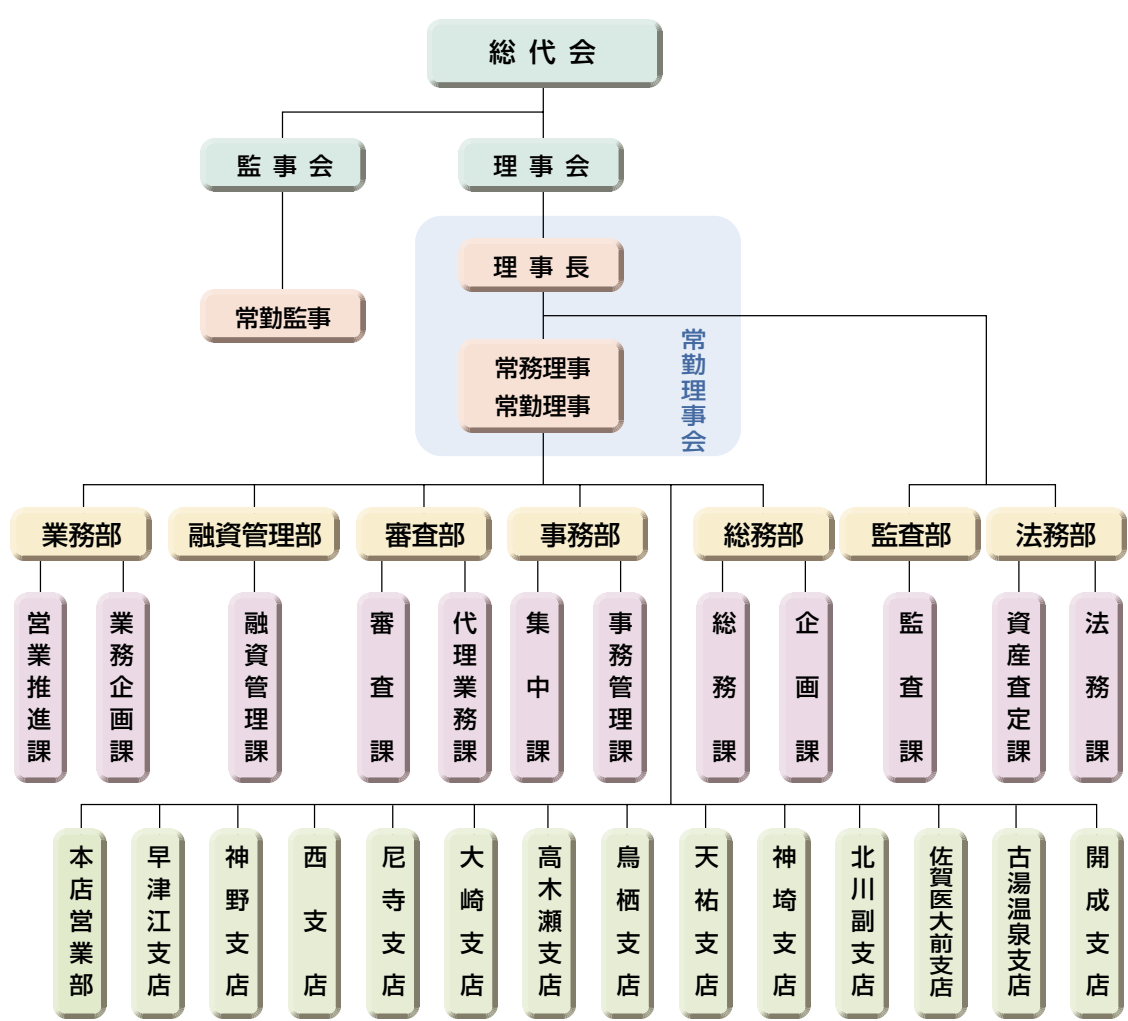 総代会
監事会
理事会
理事長
常勤監事
常務理事
常勤理事
常勤理事会
業務部
融資管理部
審査部
事務部
総務部
監査部
法務部
営業推進課
業務企画課
融資管理課
審査課
代理業務課
集中課
事務管理課
総務課
企画課
監査課
資産査定課
法務課
本店営業部
早津江支店
神野支店
西支店
尼寺支店
大崎支店
高木瀬支店
鳥栖支店
天祐支店
神埼支店
北川副支店
佐賀医大前支店
古湯温泉支店
開成支店